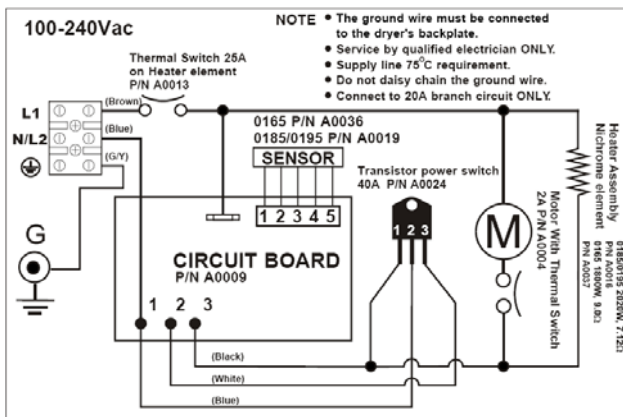 100-240Vac
NOTE • The ground wire must be connected
to the dryer's backplate.
• Service by qualified electrician ONLY.
• Supply line 75°C requirement.
• Do not daisy chain the ground wire.
• Connect to 20A branch circuit ONLY.
Thermal Switch 25A
on Heater element
P/N A0013
L1
(Brown)
N/L2
(Blue)
(G/Y)
G
0165 P/N A0036
0185/0195 P/N A0019
SENSOR
1 2 3 4 5
CIRCUIT BOARD
P/N A0009
1 2 3
Transistor power switch
40A P/N A0024
1 2 3
M
Motor With Thermal Switch
2A P/N A0004
Heater Assembly
Nichrome element
0185/0195 2020W, 7.12Ω
P/N A0016
0165 1800W, 9.0Ω
P/N A0037
(Black)
(White)
(Blue)